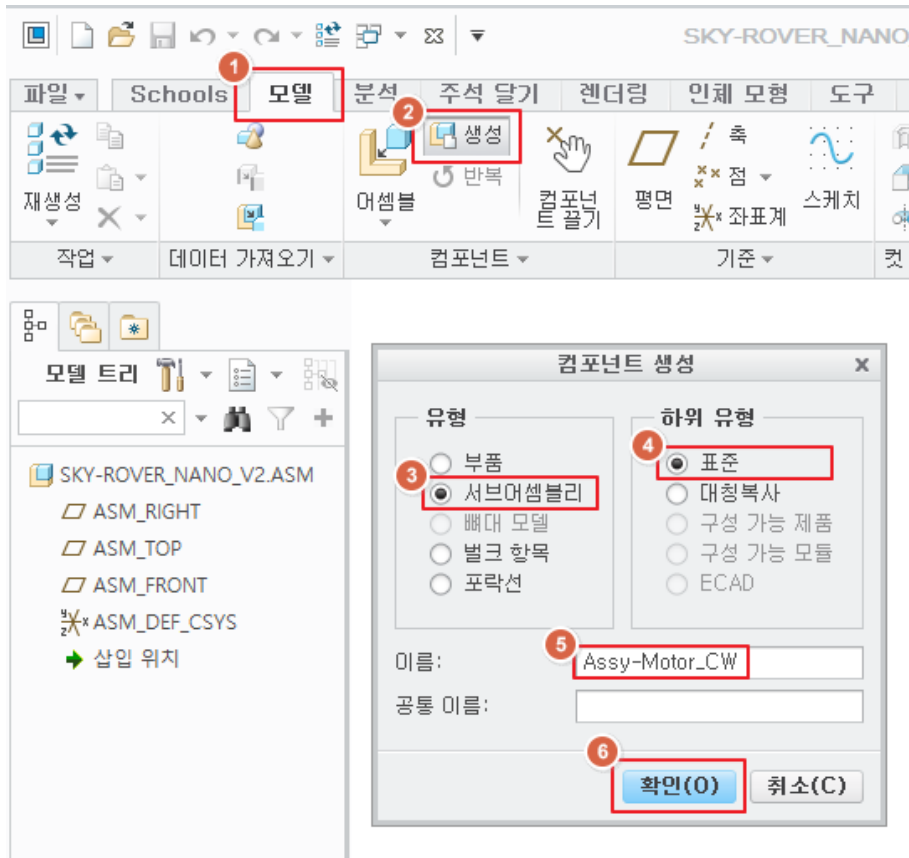 SKY-ROVER_NANO
1
파일 Schools 모델 분석 주석 달기 렌더링 인체 모형 도구
2
생성
반복
재생성
어셈블
컴포넌
트 끌기
평면
축
점
좌표계
스케치
작업 데이터 가져오기 컴포넌트 기준 컷
모델 트리
SKY-ROVER_NANO_V2.ASM
ASM_RIGHT
ASM_TOP
ASM_FRONT
ASM_DEF_CSYS
삽입 위치
컴포넌트 생성
유형
부품
3
서브어셈블리
뼈대 모델
벌크 항목
포락선
하위 유형
4
표준
대칭복사
구성 가능 제품
구성 가능 모듈
ECAD
5
이름: Assy-Motor_CW
공통 이름:
6
확인(O) 취소(C)